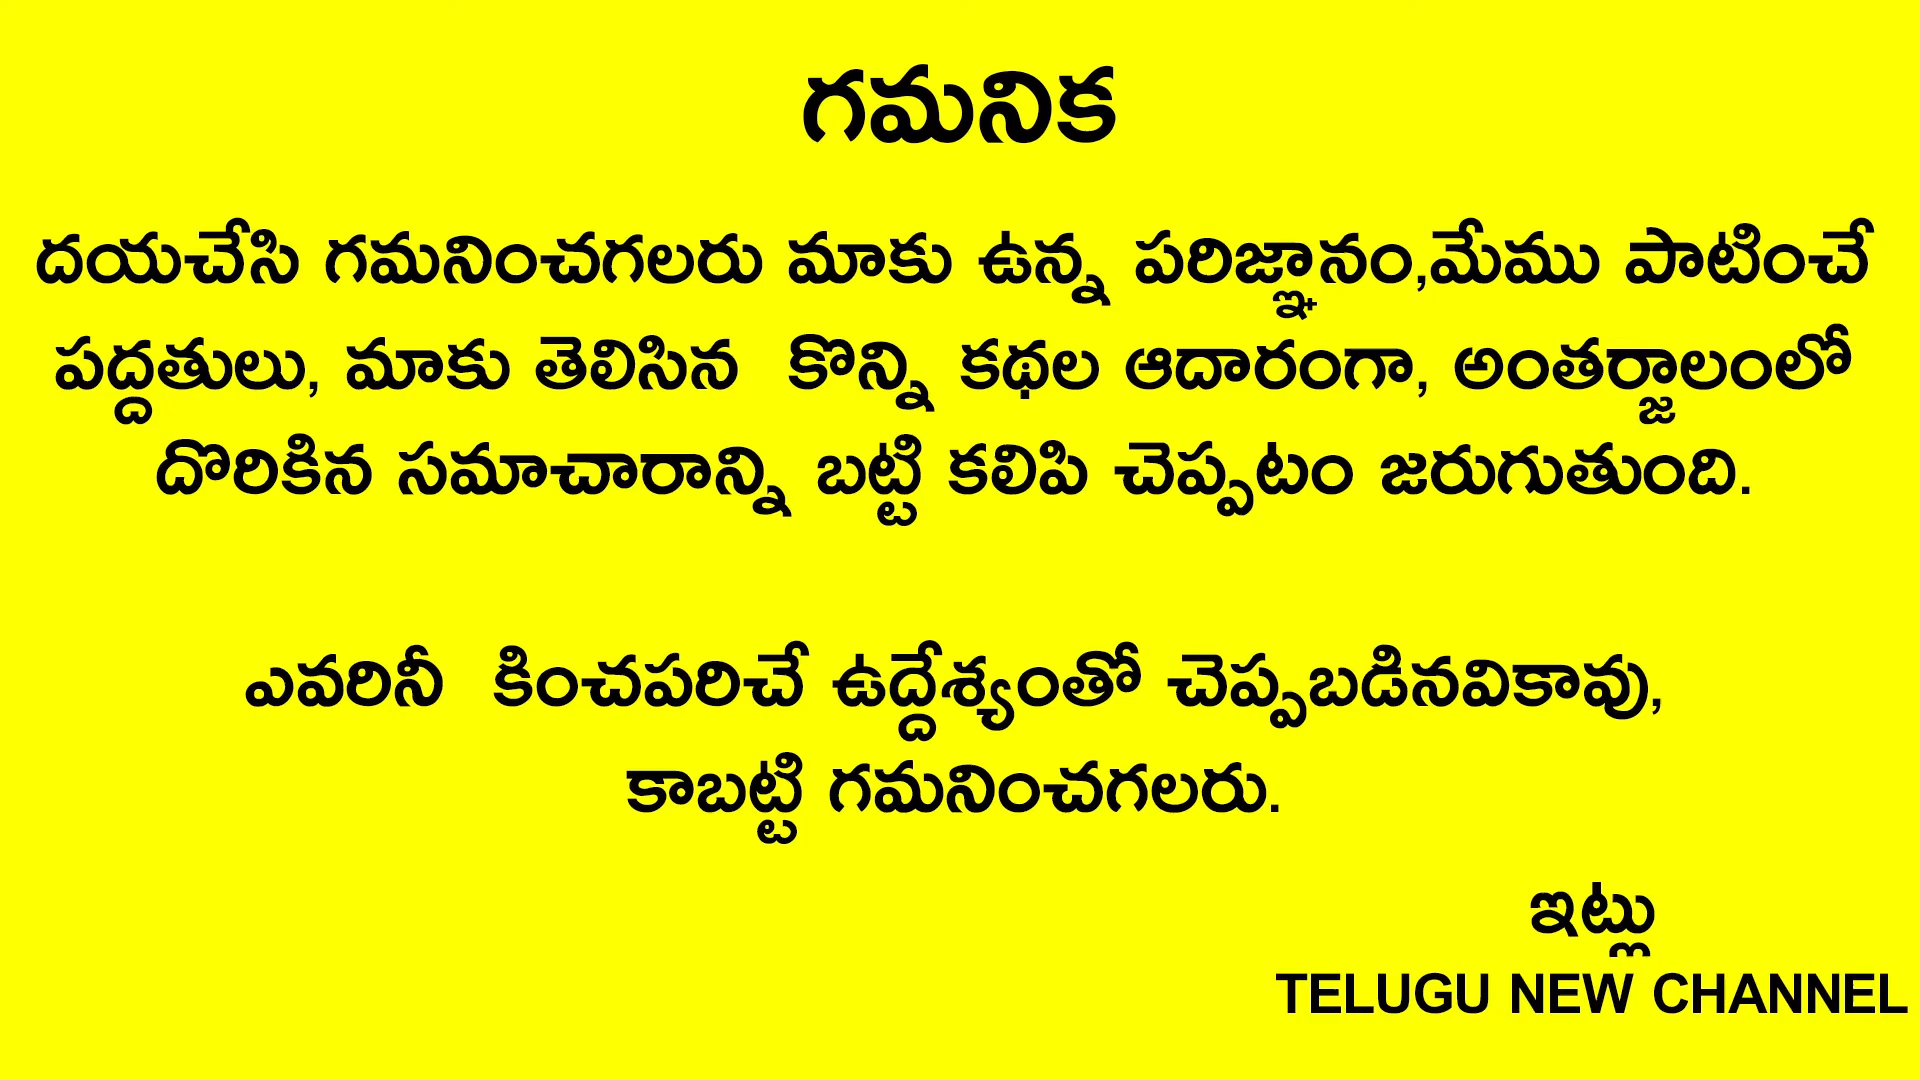 గమనిక
దయచేసి గమనించగలరు మాకు ఉన్న పరిజ్ఞానం,మేము పాటించే
పద్దతులు, మాకు తెలిసిన కొన్ని కథల ఆదారంగా, అంతర్జాలంలో
దొరికిన సమాచారాన్ని బట్టి కలిపి చెప్పటం జరుగుతుంది.
ఎవరినీ కించపరిచే ఉద్దేశ్యంతో చెప్పబడినవికావు,
కాబట్టి గమనించగలరు.
ఇట్లు
TELUGU NEW CHANNEL